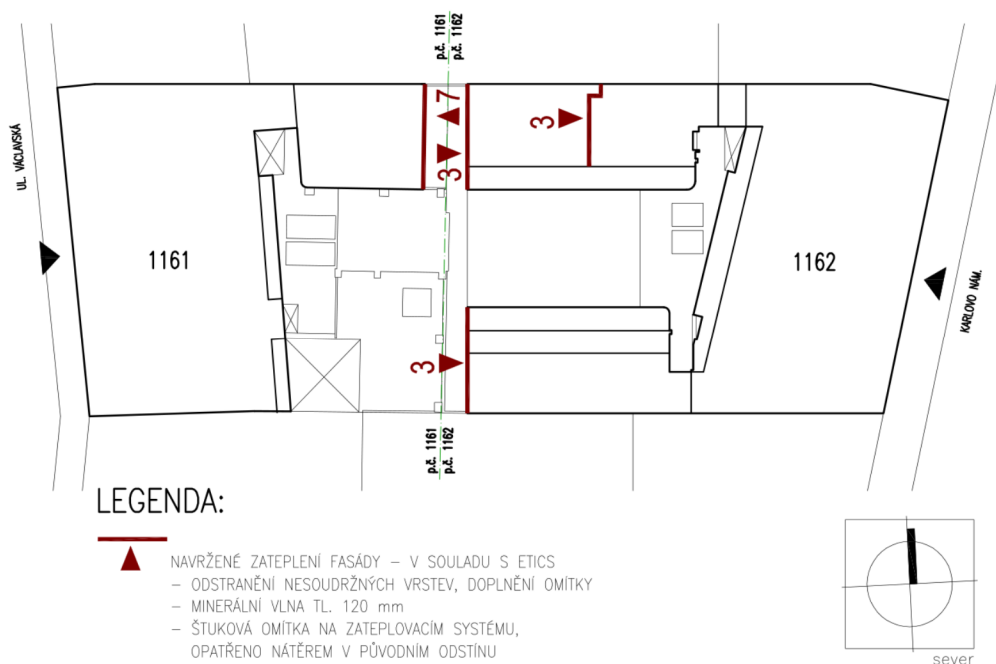 p.č. 1161
p.č. 1162
7
3
3
UL. VÁCLAVSKÁ
1161
1162
KARLOVO NÁM.
3
p.č. 1161
p.č. 1162
LEGENDA:
NAVRŽENÉ ZATEPLENÍ FASÁDY – V SOULADU S ETICS
– ODSTRANĚNÍ NESOUDRŽNÝCH VRSTEV, DOPLNĚNÍ OMÍTKY
– MINERÁLNÍ VLNA TL. 120 mm
– ŠTUKOVÁ OMÍTKA NA ZATEPLOVACÍM SYSTÉMU,
OPATŘENO NÁTĚREM V PŮVODNÍM ODSTÍNU
sever